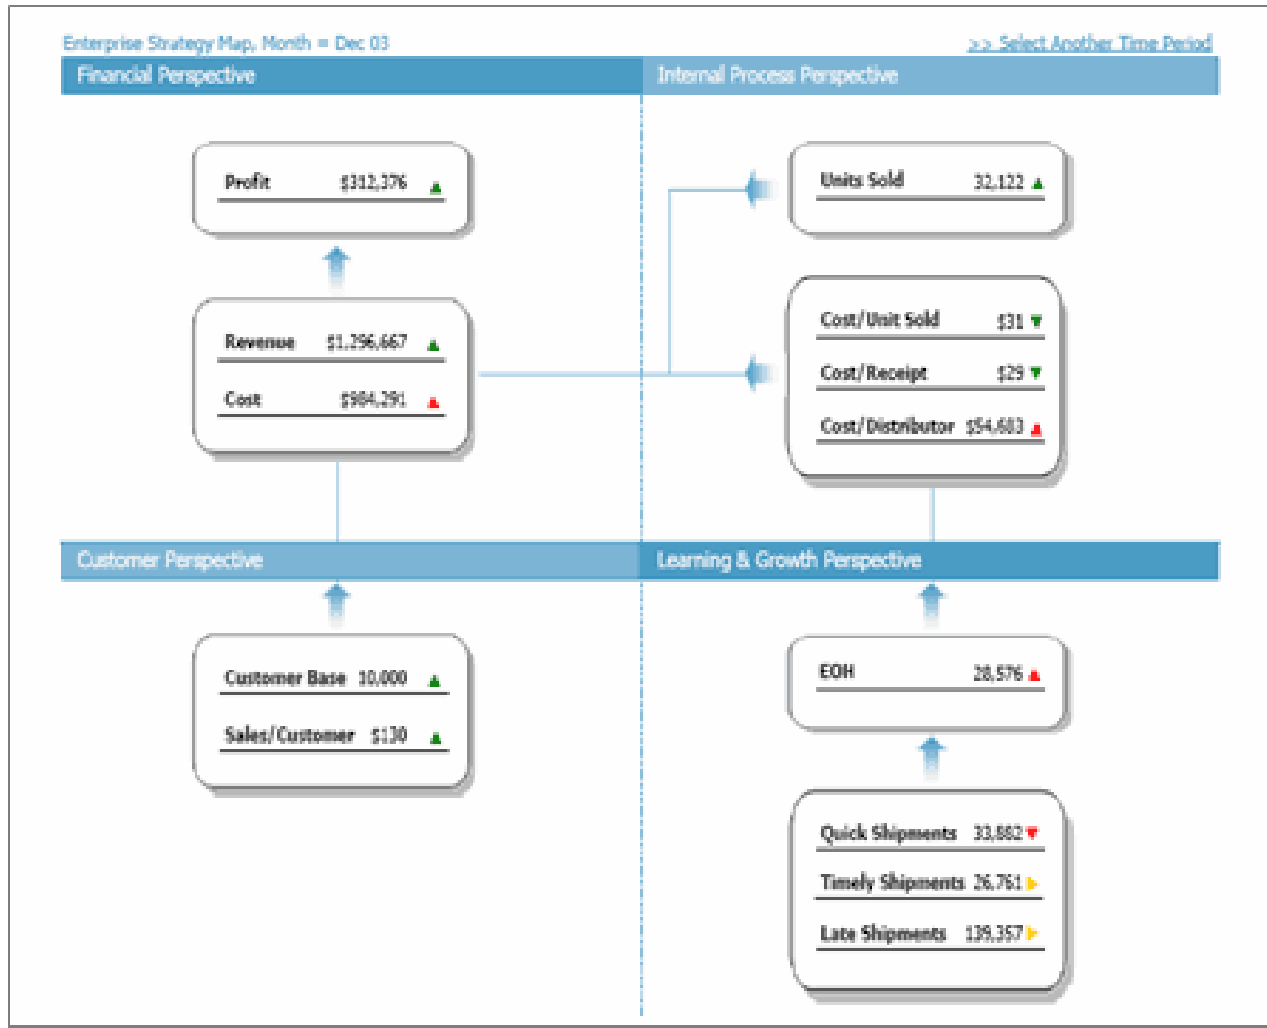 Enterprise Strategy Map, Month = Dec 03
>> Select Another Time Period
Financial Perspective
Profit $312,376
Revenue $1,296,667
Cost $984,291
Internal Process Perspective
Units Sold 32,122
Cost/Unit Sold $31
Cost/Receipt $29
Cost/Distributor $54,683
Customer Perspective
Customer Base 10,000
Sales/Customer $130
Learning & Growth Perspective
EOH 28,576
Quick Shipments 33,882
Timely Shipments 26,761
Late Shipments 139,357